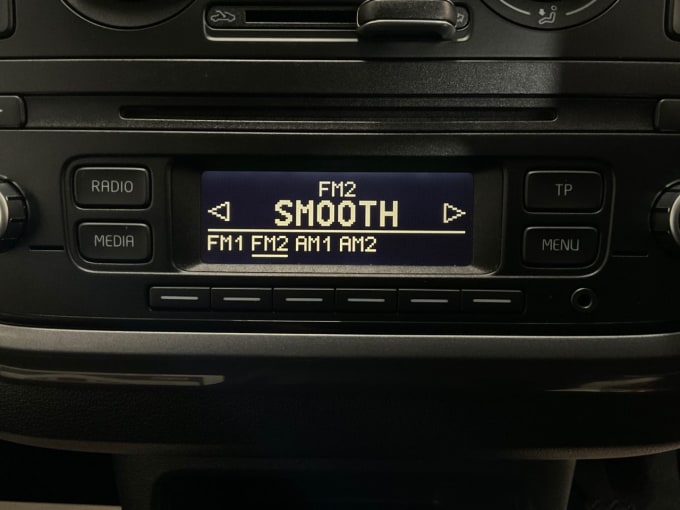 RADIO
FM2
TP
SMOOTH
MEDIA
FM1 FM2 AM1 AM2
MENU